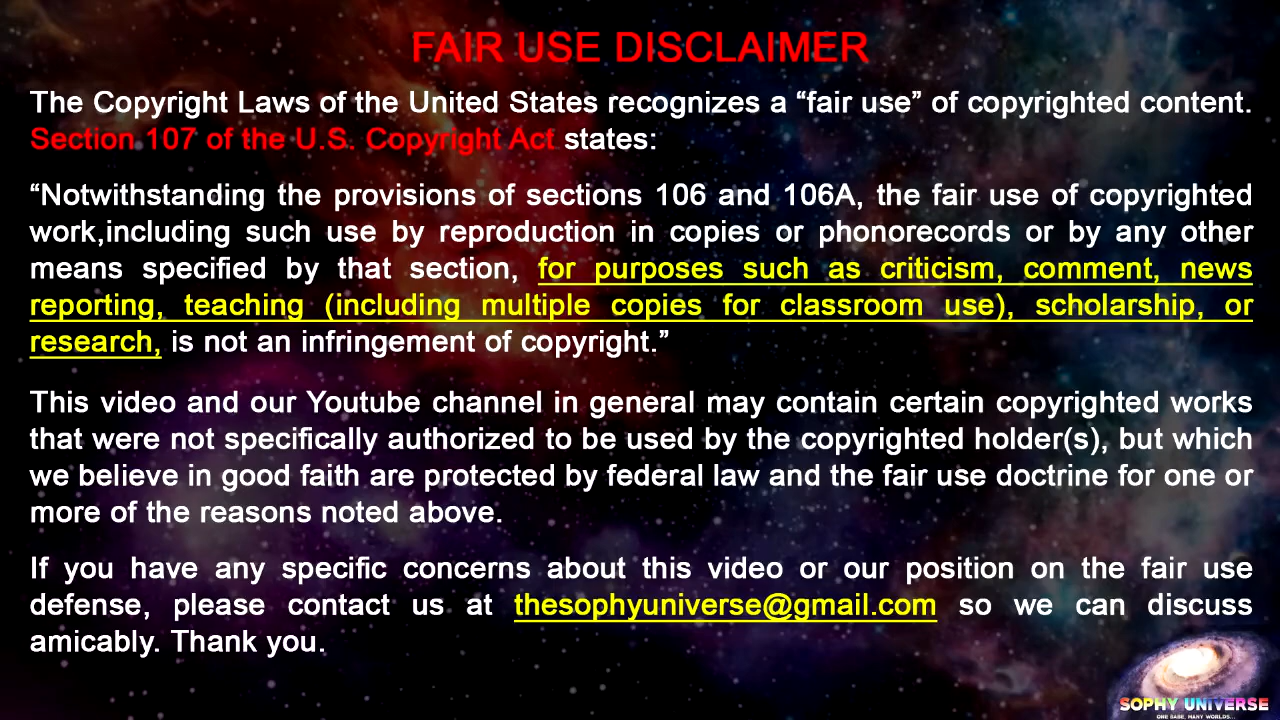 FAIR USE DISCLAIMER
The Copyright Laws of the United States recognizes a “fair use” of copyrighted content.
Section 107 of the U.S. Copyright Act states:
“Notwithstanding the provisions of sections 106 and 106A, the fair use of copyrighted
work,including such use by reproduction in copies or phonorecords or by any other
means specified by that section, for purposes such as criticism, comment, news
reporting, teaching (including multiple copies for classroom use), scholarship, or
research, is not an infringement of copyright.”
This video and our Youtube channel in general may contain certain copyrighted works
that were not specifically authorized to be used by the copyrighted holder(s), but which
we believe in good faith are protected by federal law and the fair use doctrine for one or
more of the reasons noted above.
If you have any specific concerns about this video or our position on the fair use
defense, please contact us at thesophyuniverse@gmail.com so we can discuss
amicably. Thank you.
SOPHY UNIVERSE
ONE BABE, MANY WORLDS...